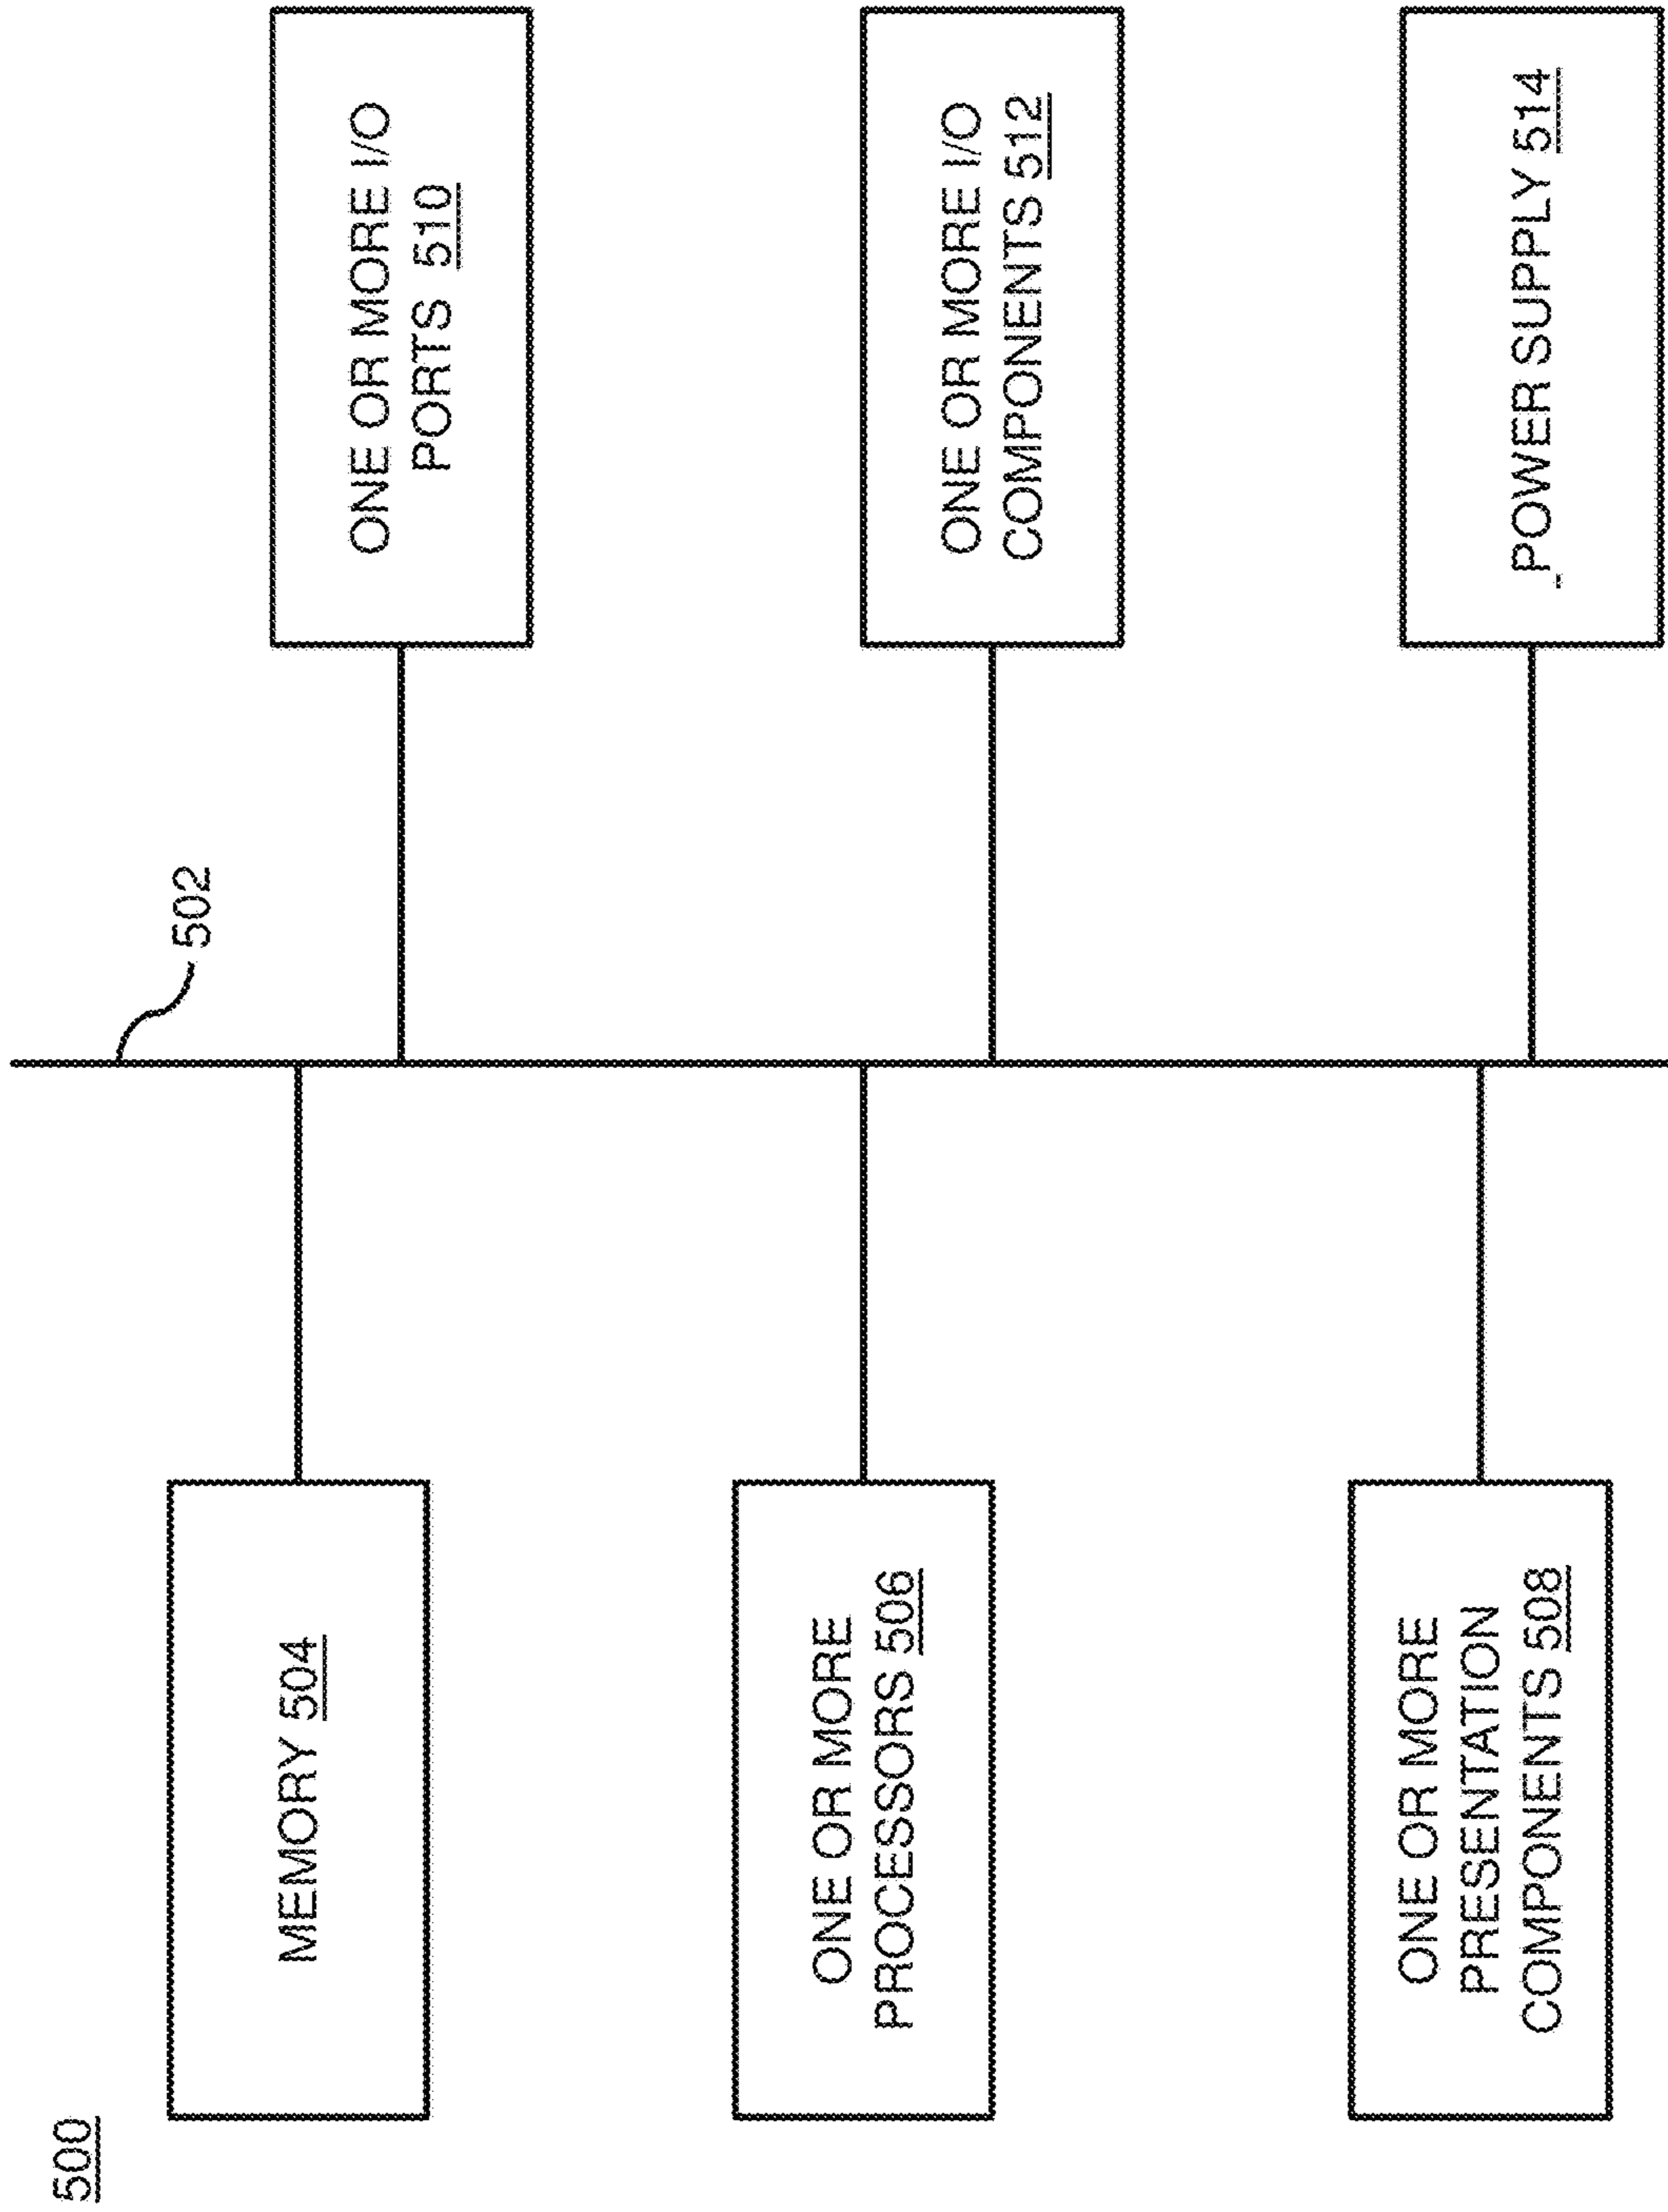 500
502
MEMORY 504
ONE OR MORE
PROCESSORS 506
ONE OR MORE
PRESENTATION
COMPONENTS 508
ONE OR MORE I/O
PORTS 510
ONE OR MORE I/O
COMPONENTS 512
POWER SUPPLY 514